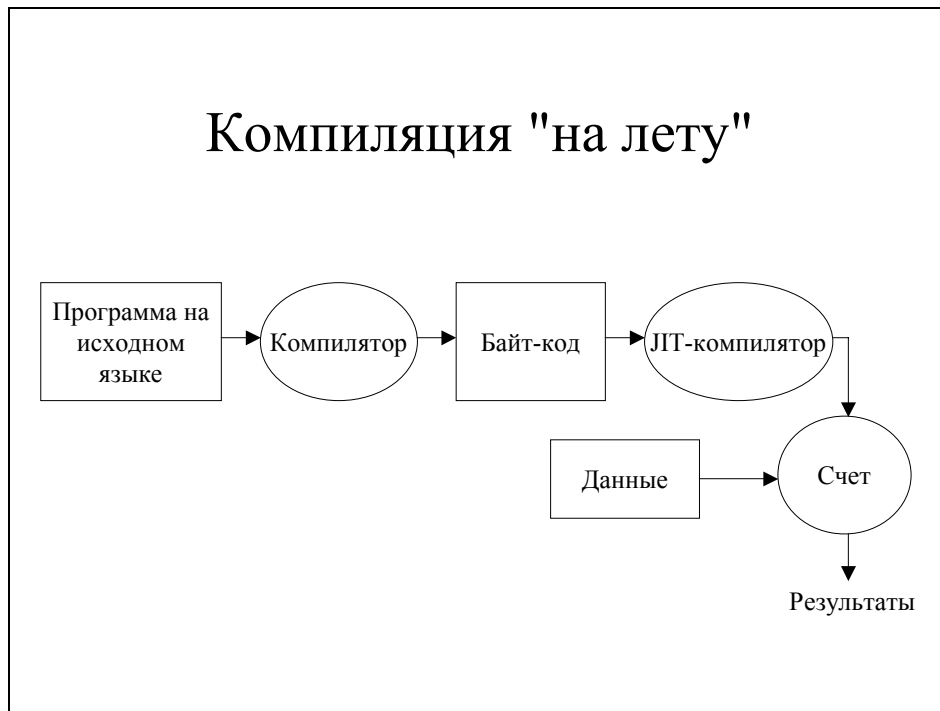 Компиляция "на лету"
Программа на
исходном
языке
Компилятор
Байт-код
JIT-компилятор
Данные
Счет
Результаты